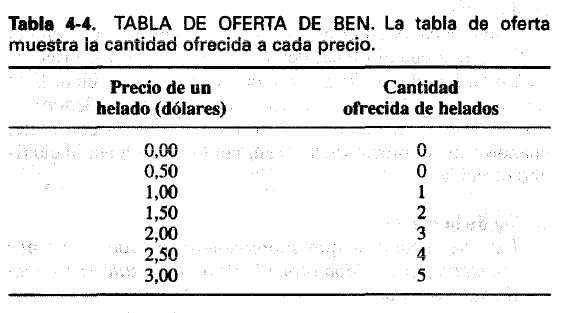 Tabla 4-4. TABLA DE OFERTA DE BEN. La tabla de oferta
muestra la cantidad ofrecida a cada precio.
Precio de un Cantidad
helado (dólares) ofrecida de helados
0,00 0
0,50 0
1,00 1
1,50 2
2,00 3
2,50 4
3,00 5